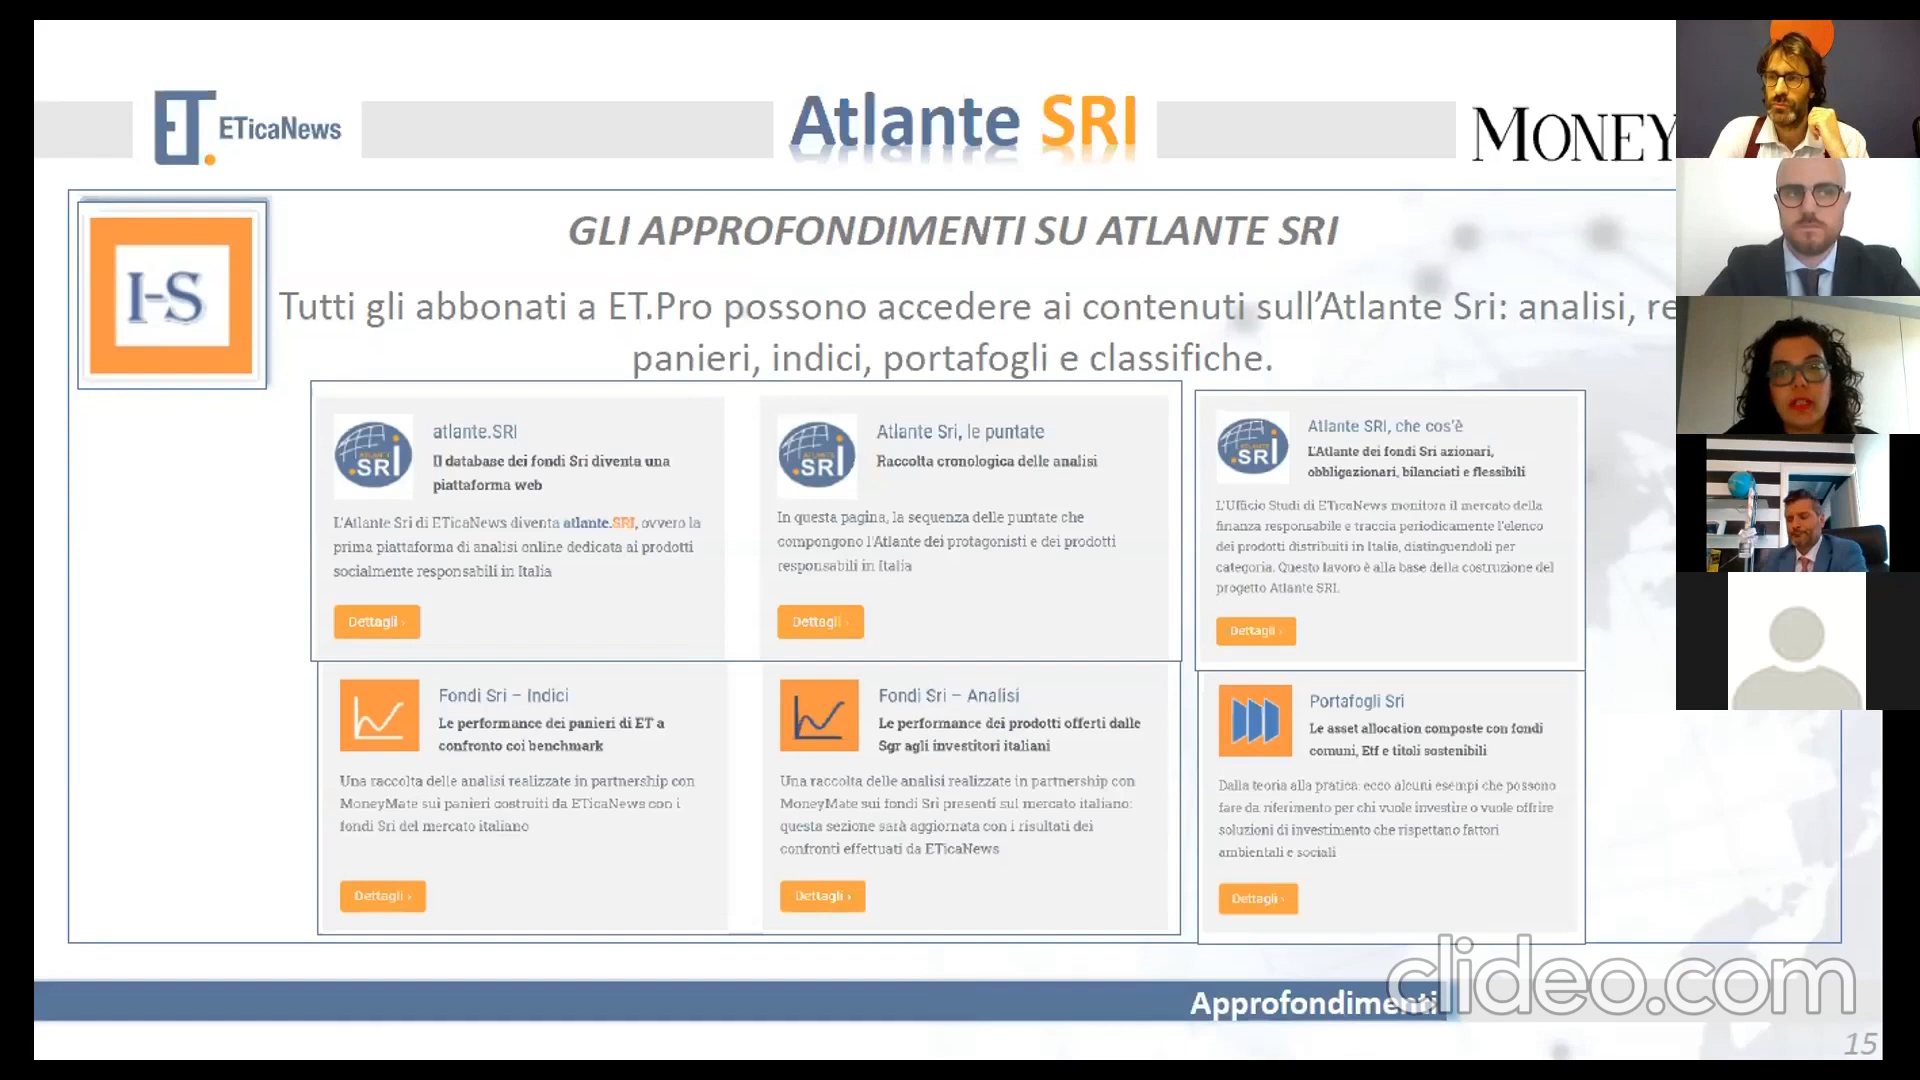 ET. ETicaNews
Atlante SRI
MONEY
I-S
GLI APPROFONDIMENTI SU ATLANTE SRI
Tutti gli abbonati a ET.Pro possono accedere ai contenuti sull'Atlante Sri: analisi,
panieri, indici, portafogli e classifiche.
ATLANTE
.SRI
atlante.SRI
Il database dei fondi Sri diventa una
piattaforma web
L'Atlante Sri di ETicaNews diventa atlante.SRI, ovvero la
prima piattaforma di analisi online dedicata ai prodotti
socialmente responsabili in Italia
Dettagli ›
ATLANTE
.SRI
Atlante Sri, le puntate
Raccolta cronologica delle analisi
In questa pagina, la sequenza delle puntate che
compongono l'Atlante dei protagonisti e dei prodotti
responsabili in Italia
Dettagli ›
ATLANTE
.SRI
Atlante SRI, che cos'è
L'Atlante dei fondi Sri azionari,
obbligazionari, bilanciati e flessibili
L'Ufficio Studi di ETicaNews monitora il mercato della
finanza responsabile e traccia periodicamente l'elenco
dei prodotti distribuiti in Italia, distinguendoli per
categoria. Questo lavoro è alla base della costruzione del
progetto Atlante SRI.
Dettagli ›
Fondi Sri – Indici
Le performance dei panieri di ET a
confronto coi benchmark
Una raccolta delle analisi realizzate in partnership con
MoneyMate sui panieri costruiti da ETicaNews con i
fondi Sri del mercato italiano
Dettagli ›
Fondi Sri – Analisi
Le performance dei prodotti offerti dalle
Sgr agli investitori italiani
Una raccolta delle analisi realizzate in partnership con
MoneyMate sui fondi Sri presenti sul mercato italiano:
questa sezione sarà aggiornata con i risultati dei
confronti effettuati da ETicaNews
Dettagli ›
Portafogli Sri
Le asset allocation composte con fondi
comuni, Etf e titoli sostenibili
Dalla teoria alla pratica: ecco alcuni esempi che possono
fare da riferimento per chi vuole investire o vuole offrire
soluzioni di investimento che rispettano fattori
ambientali e sociali
Dettagli ›
Approfondimenti
clideo.com
15